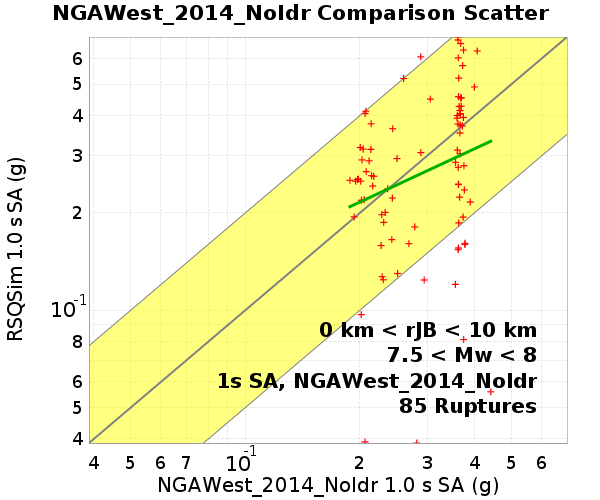 NGAWest_2014_NoIdr Comparison Scatter
RSQSim 1.0 s SA (g)
6
5
4
3
2
10-1
8
6
5
4
0 km < rJB < 10 km
7.5 < Mw < 8
1s SA, NGAWest_2014_NoIdr
85 Ruptures
4 5 6 7 10-1 2 3 4 5 6
NGAWest_2014_NoIdr 1.0 s SA (g)